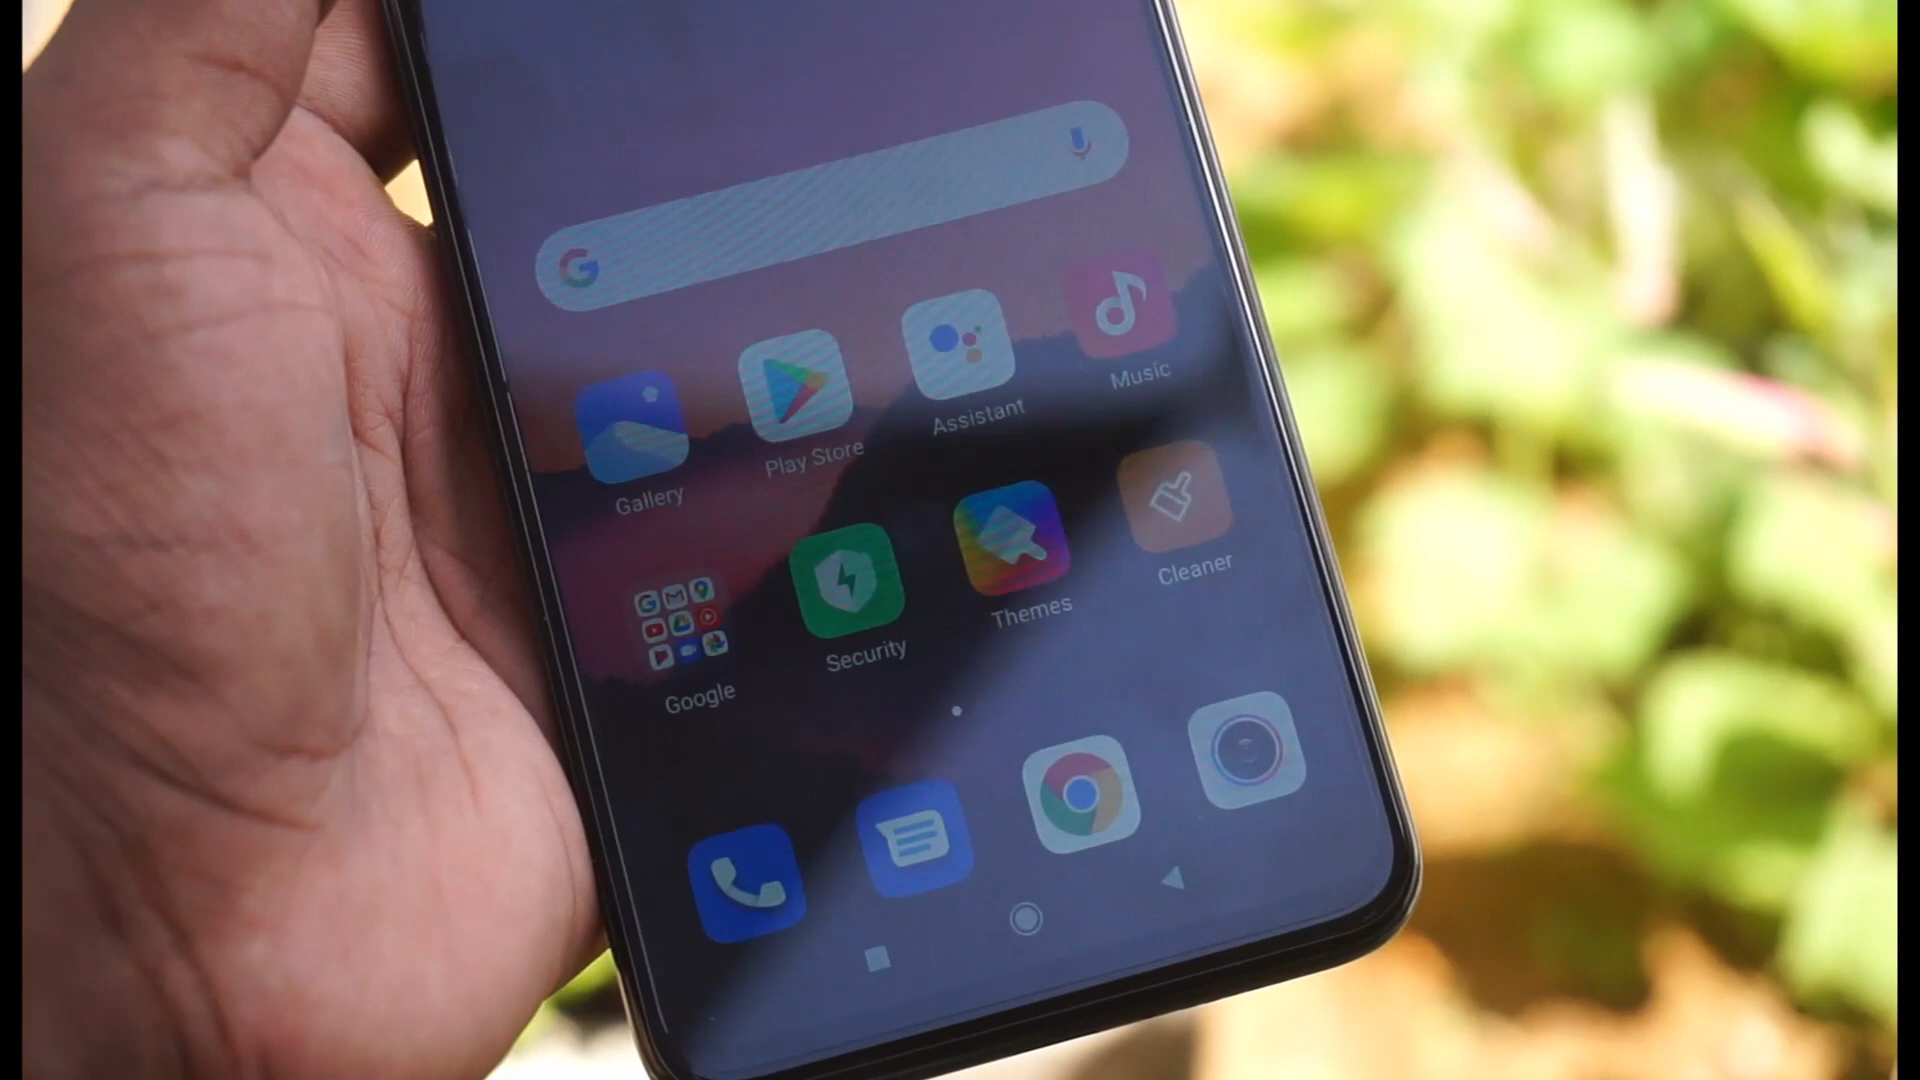 Gallery
Play Store
Assistant
Music
Google
Security
Themes
Cleaner